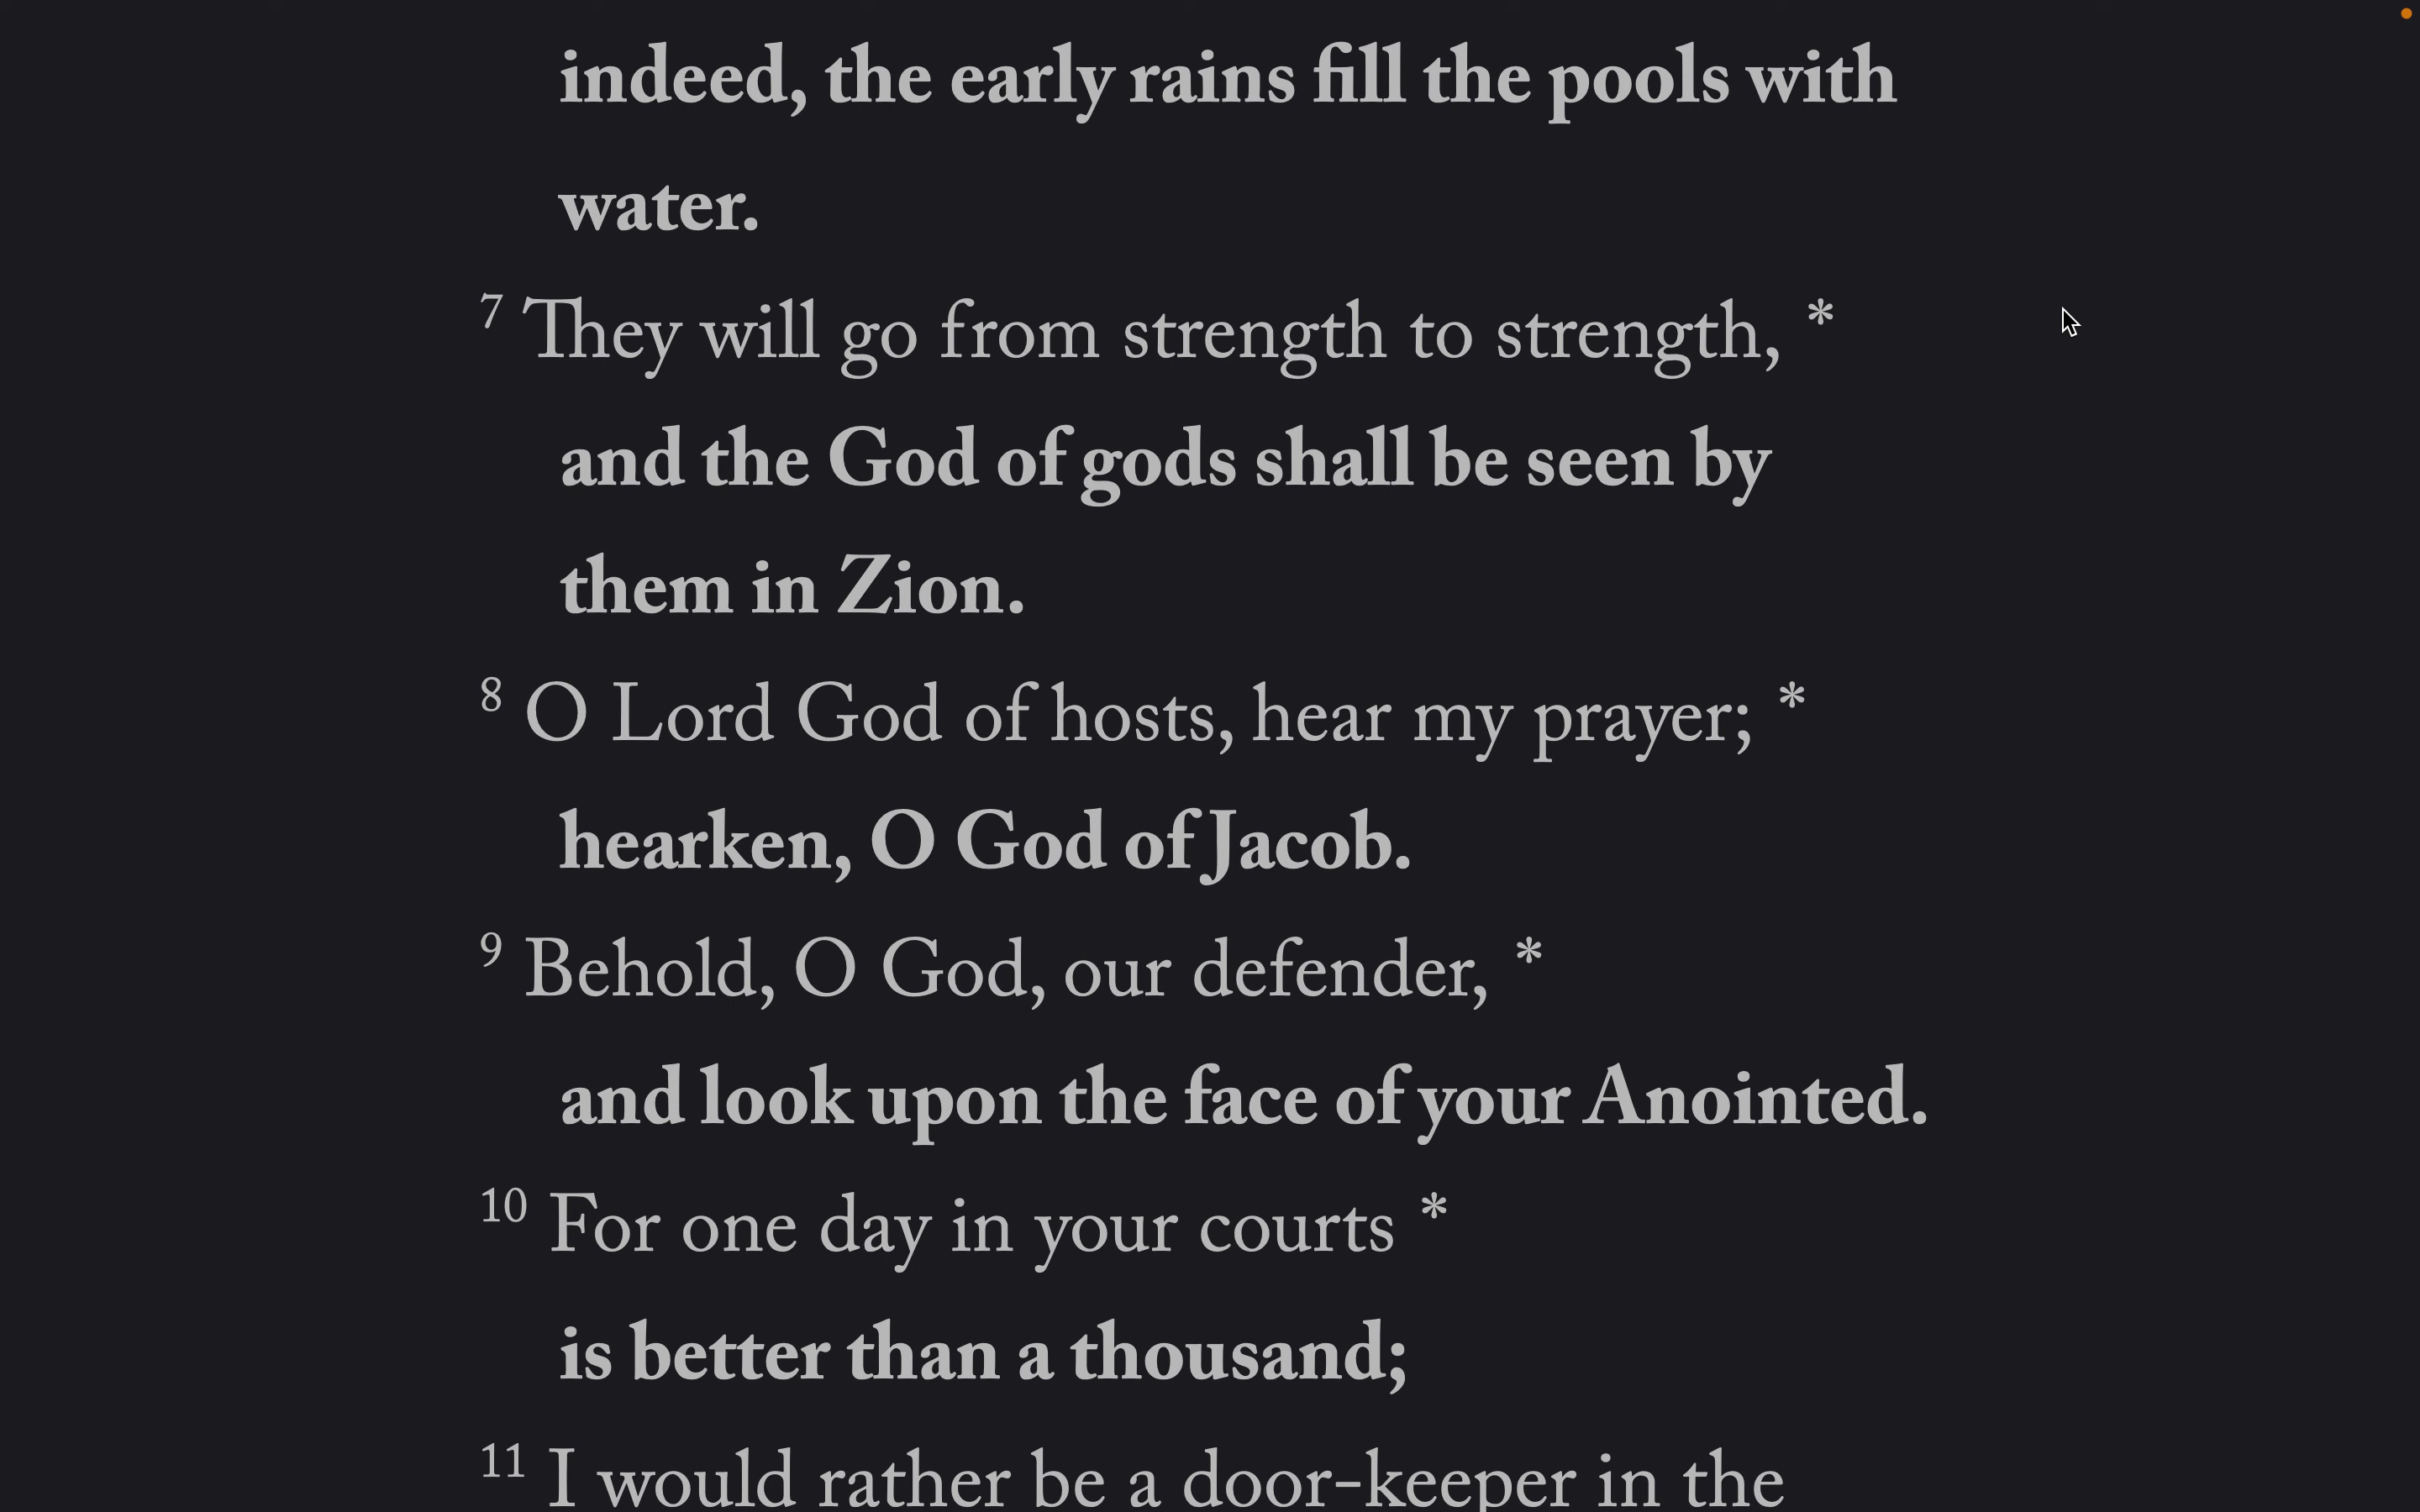 indeed, the early rains fill the pools with
water.
7 They will go from strength to strength, *
and the God of gods shall be seen by
them in Zion.
8 O Lord God of hosts, hear my prayer; *
hearken, O God of Jacob.
9 Behold, O God, our defender, *
and look upon the face of your Anointed.
10 For one day in your courts *
is better than a thousand;
11 I would rather be a door-keeper in the